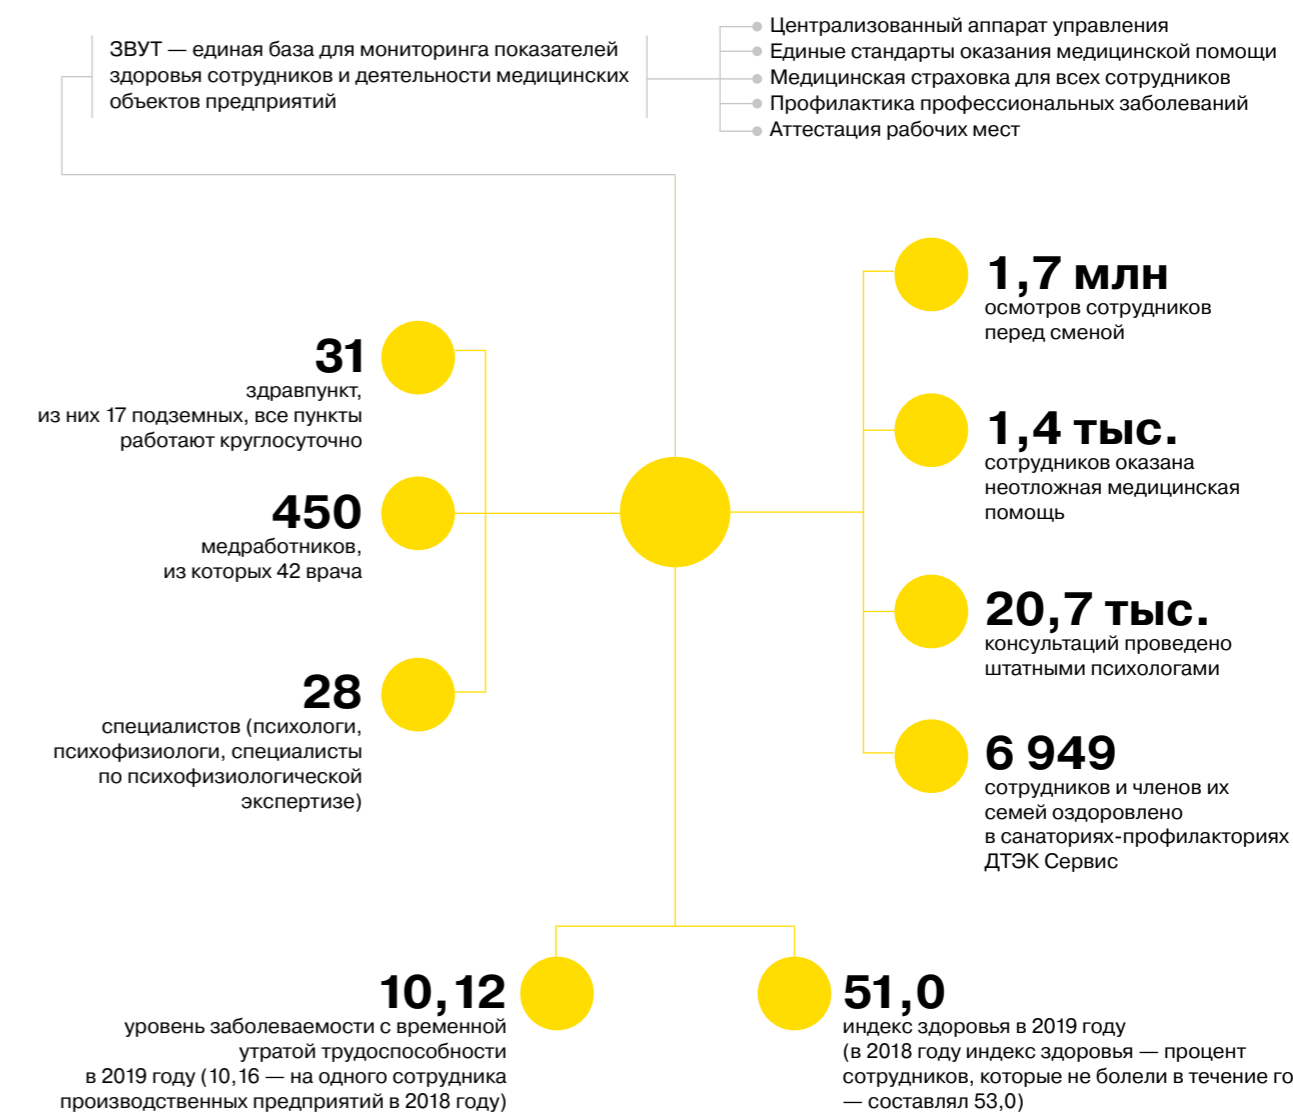 ЗВУТ — единая база для мониторинга показателей
здоровья сотрудников и деятельности медицинских
объектов предприятий
Централизованный аппарат управления
Единые стандарты оказания медицинской помощи
Медицинская страховка для всех сотрудников
Профилактика профессиональных заболеваний
Аттестация рабочих мест
31
здравпункт,
из них 17 подземных, все пункты
работают круглосуточно
450
медработников,
из которых 42 врача
28
специалистов (психологи,
психофизиологи, специалисты
по психофизиологической
экспертизе)
1,7 млн
осмотров сотрудников
перед сменой
1,4 тыс.
сотрудников оказана
неотложная медицинская
помощь
20,7 тыс.
консультаций проведено
штатными психологами
6 949
сотрудников и членов их
семей оздоровлено
в санаториях-профилакториях
ДТЭК Сервис
10,12
уровень заболеваемости с временной
утратой трудоспособности
в 2019 году (10,16 — на одного сотрудника
производственных предприятий в 2018 году)
51,0
индекс здоровья в 2019 году
(в 2018 году индекс здоровья — процент
сотрудников, которые не болели в течение го
— составлял 53,0)